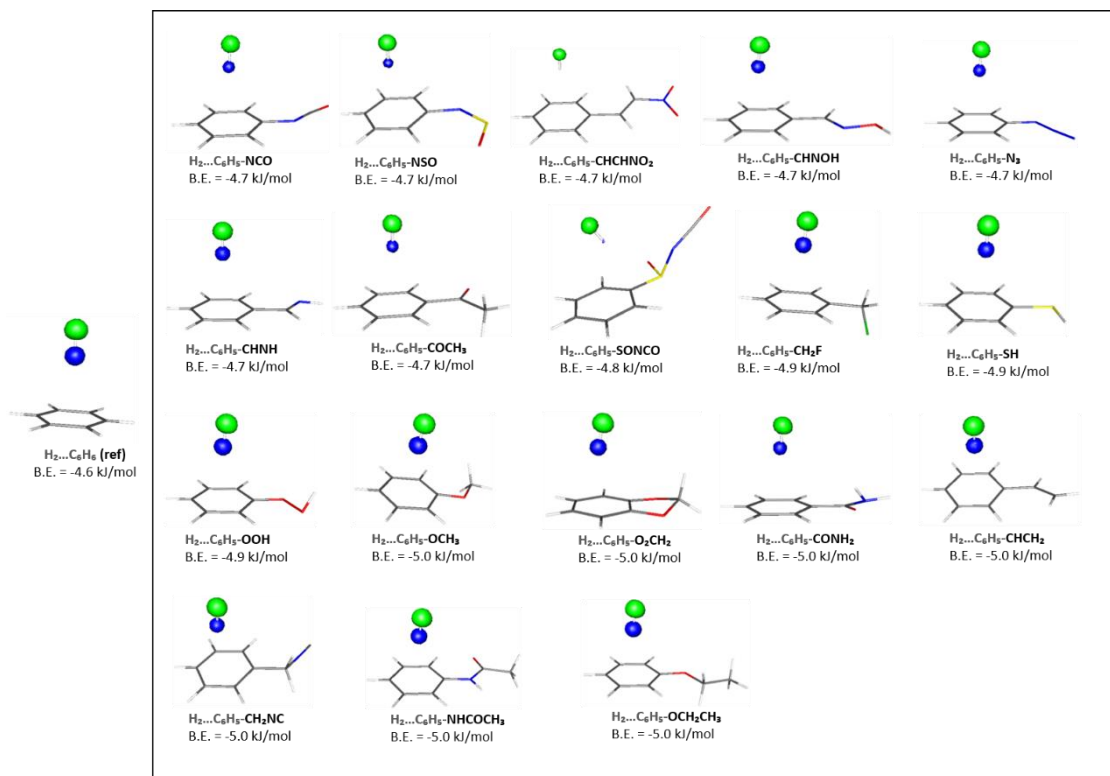 H₂...C₆H₅-NCO
B.E. = -4.7 kJ/mol
H₂...C₆H₅-NSO
B.E. = -4.7 kJ/mol
H₂...C₆H₅-CHCHNO₂
B.E. = -4.7 kJ/mol
H₂...C₆H₅-CHNOH
B.E. = -4.7 kJ/mol
H₂...C₆H₅-N₃
B.E. = -4.7 kJ/mol
H₂...C₆H₅-CHNH
B.E. = -4.7 kJ/mol
H₂...C₆H₅-COCH₃
B.E. = -4.7 kJ/mol
H₂...C₆H₅-SONCO
B.E. = -4.8 kJ/mol
H₂...C₆H₅-CH₂F
B.E. = -4.9 kJ/mol
H₂...C₆H₅-SH
B.E. = -4.9 kJ/mol
H₂...C₆H₆ (ref)
B.E. = -4.6 kJ/mol
H₂...C₆H₅-OOH
B.E. = -4.9 kJ/mol
H₂...C₆H₅-OCH₃
B.E. = -5.0 kJ/mol
H₂...C₆H₅-O₂CH₂
B.E. = -5.0 kJ/mol
H₂...C₆H₅-CONH₂
B.E. = -5.0 kJ/mol
H₂...C₆H₅-CHCH₂
B.E. = -5.0 kJ/mol
H₂...C₆H₅-CH₂NC
B.E. = -5.0 kJ/mol
H₂...C₆H₅-NHCOCH₃
B.E. = -5.0 kJ/mol
H₂...C₆H₅-OCH₂CH₃
B.E. = -5.0 kJ/mol